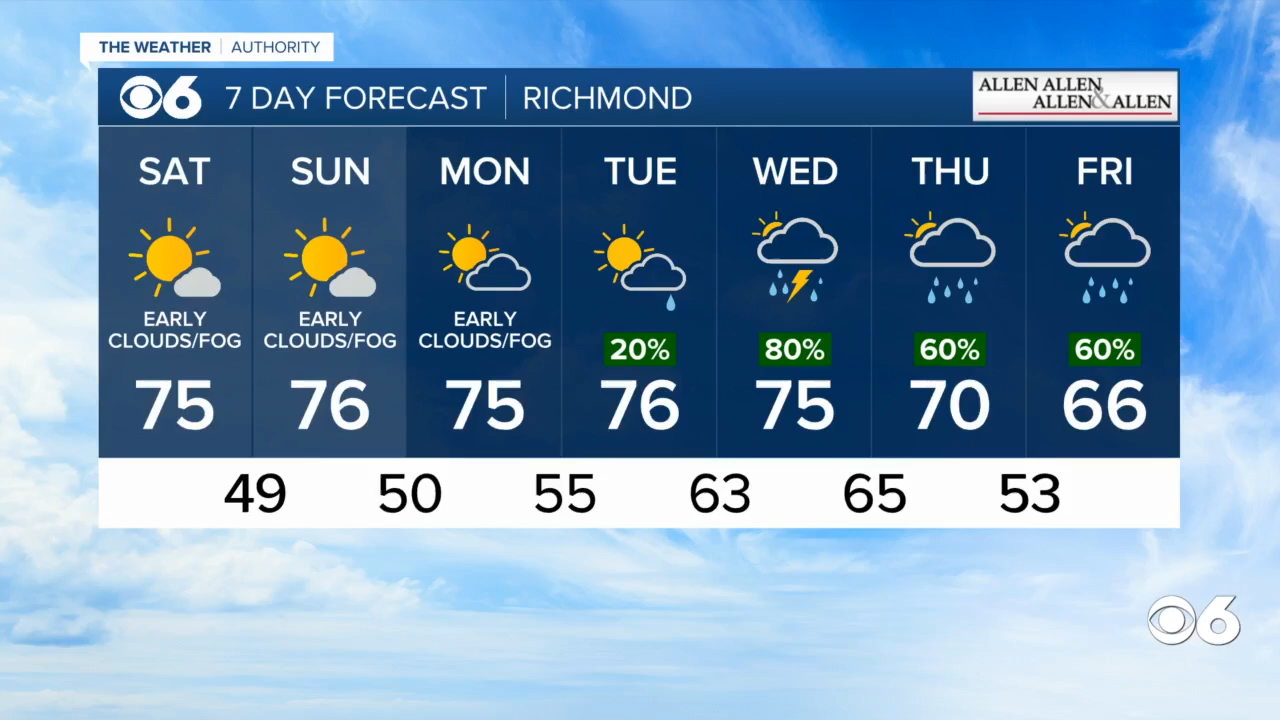 THE WEATHER | AUTHORITY
6 7 DAY FORECAST | RICHMOND
ALLEN ALLEN
ALLEN & ALLEN
SAT SUN MON TUE WED THU FRI
EARLY CLOUDS/FOG EARLY CLOUDS/FOG EARLY CLOUDS/FOG
20% 80% 60% 60%
75 76 75 76 75 70 66
49 50 55 63 65 53
6